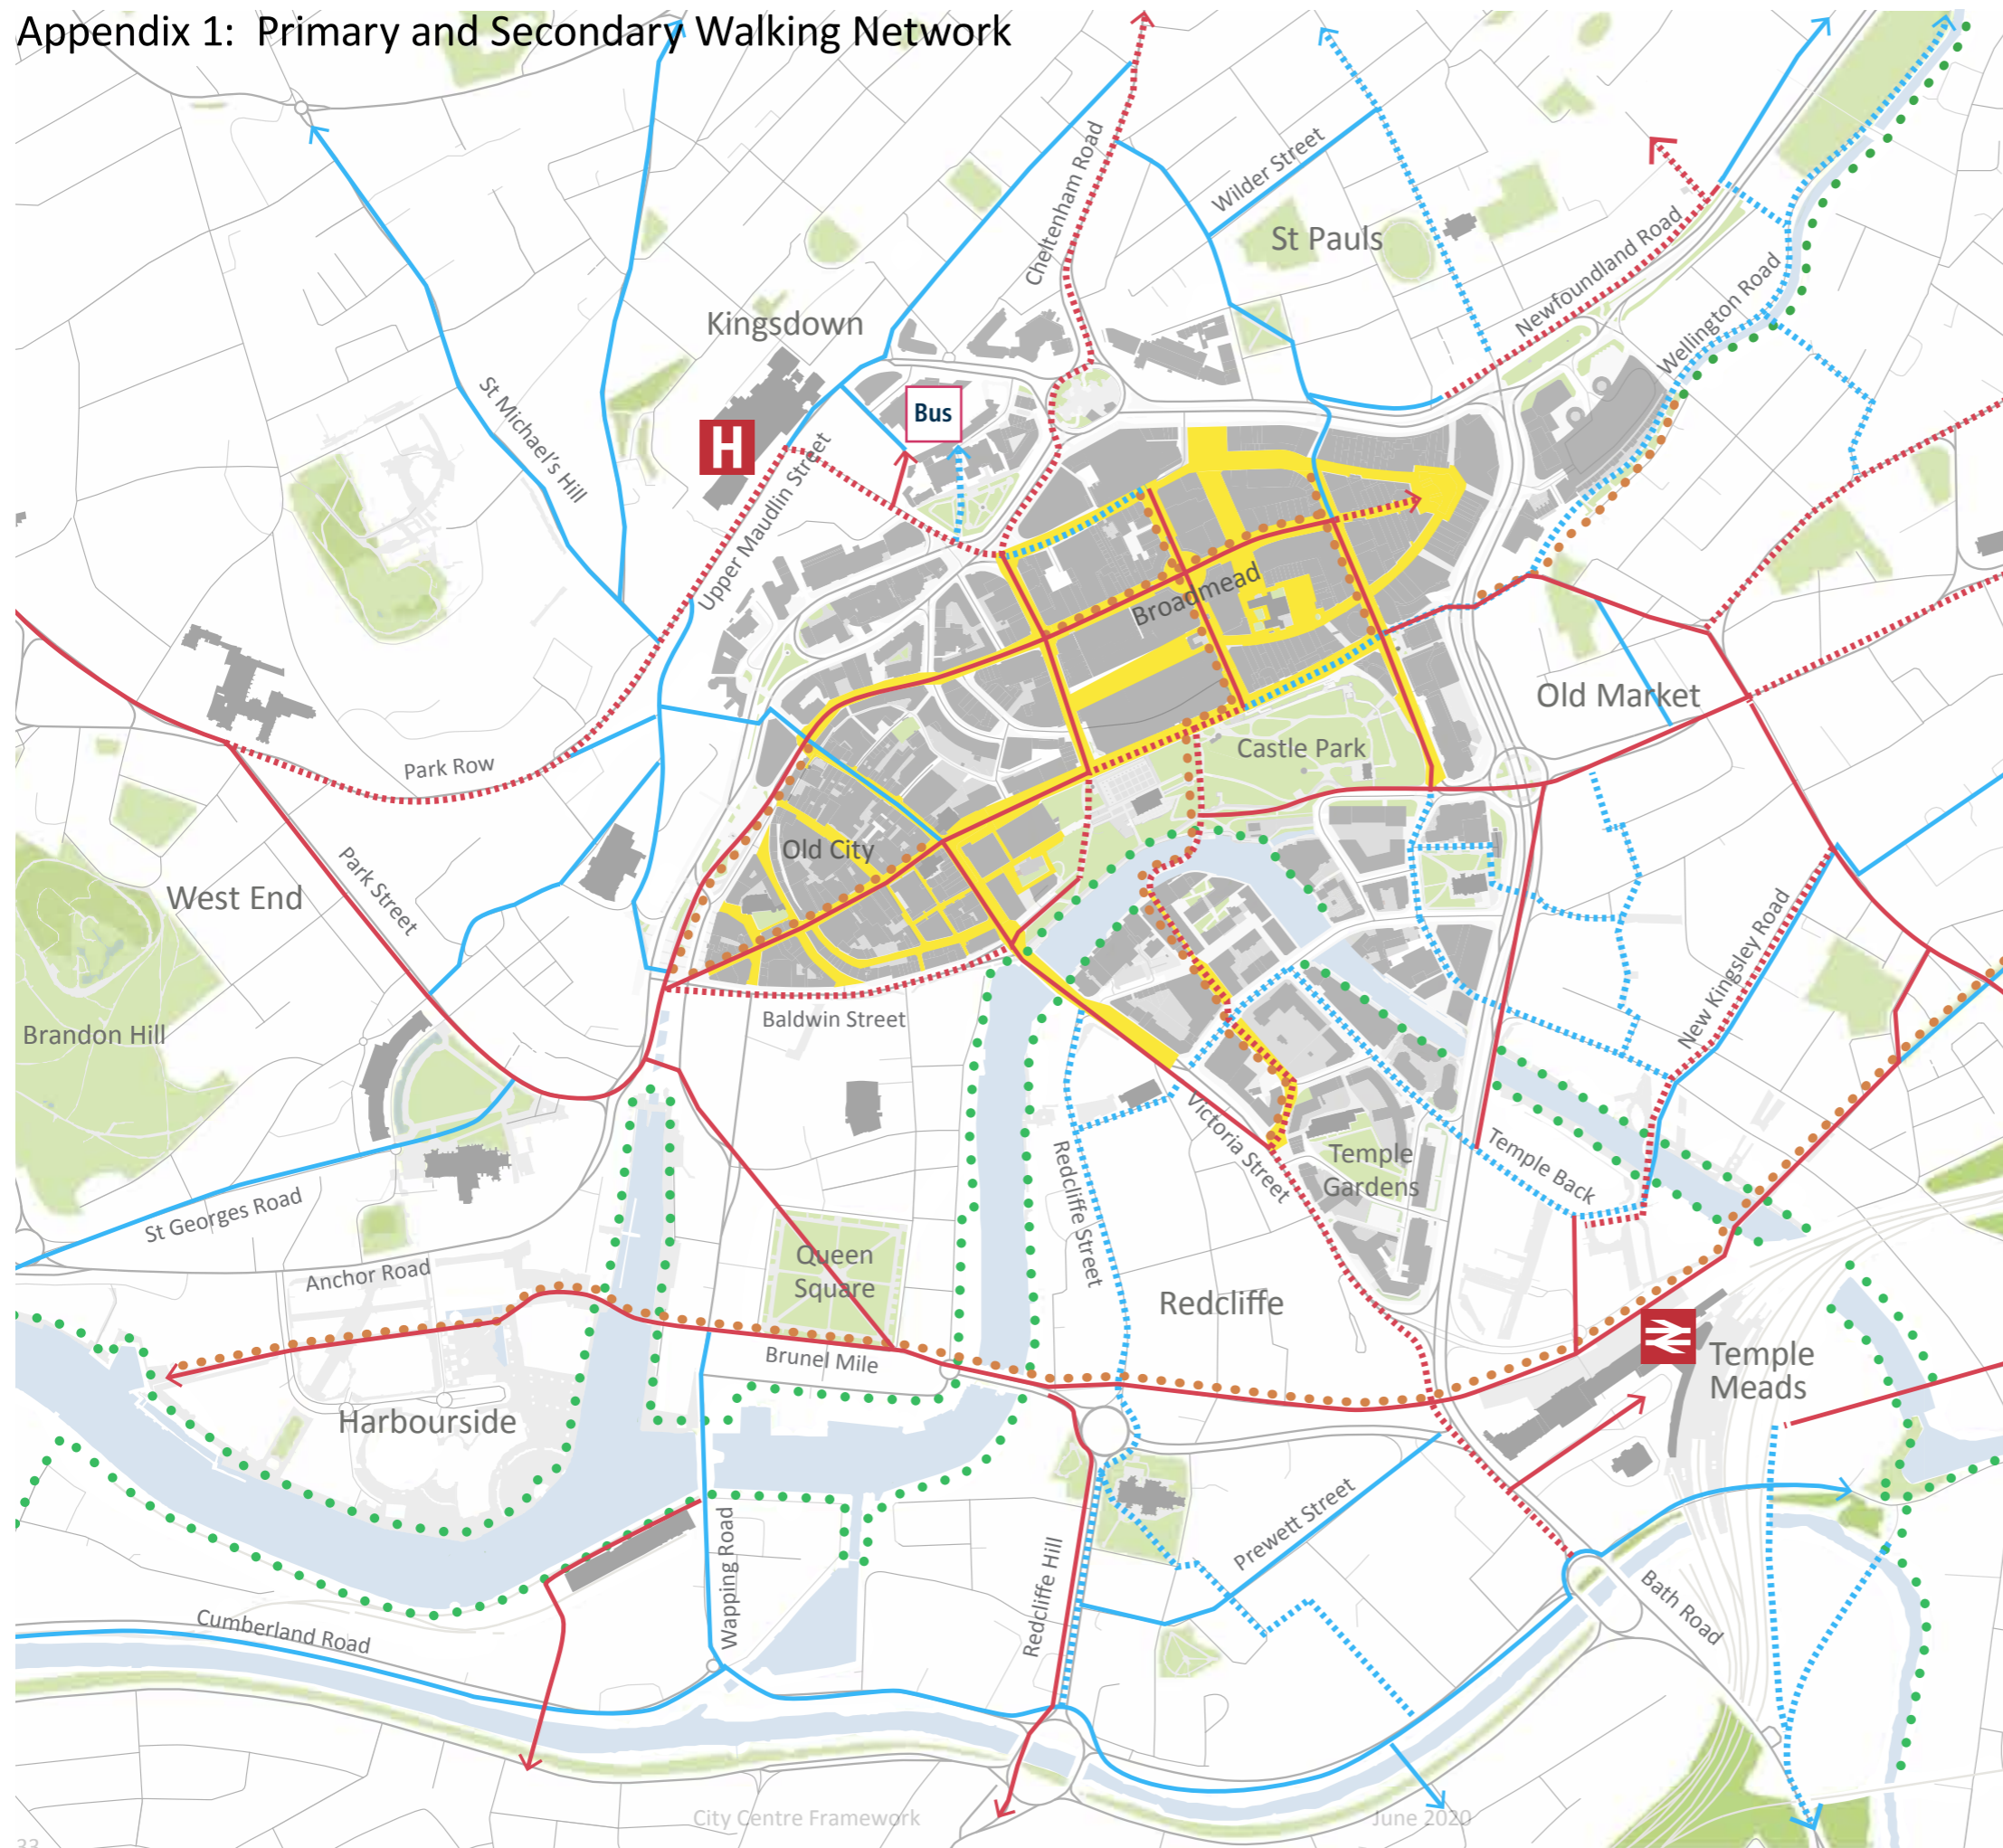 Appendix 1: Primary and Secondary Walking Network
Cheltenham Road
Wilder Street
St Pauls
Newfoundland Road
Wellington Road
Kingsdown
St Michael's Hill
Bus
H
Upper Maudlin Street
Broadmead
Old Market
Castle Park
Park Row
Old City
Park Street
West End
New Kingsley Road
Baldwin Street
Brandon Hill
Redcliffe Street
Victoria Street
Temple
Gardens
Temple Back
St Georges Road
Queen
Square
Anchor Road
Redcliffe
Brunel Mile
Temple
Meads
Harbourside
Prewett Street
Wapping Road
Redcliffe Hill
Bath Road
Cumberland Road
City Centre Framework
June 2020
33